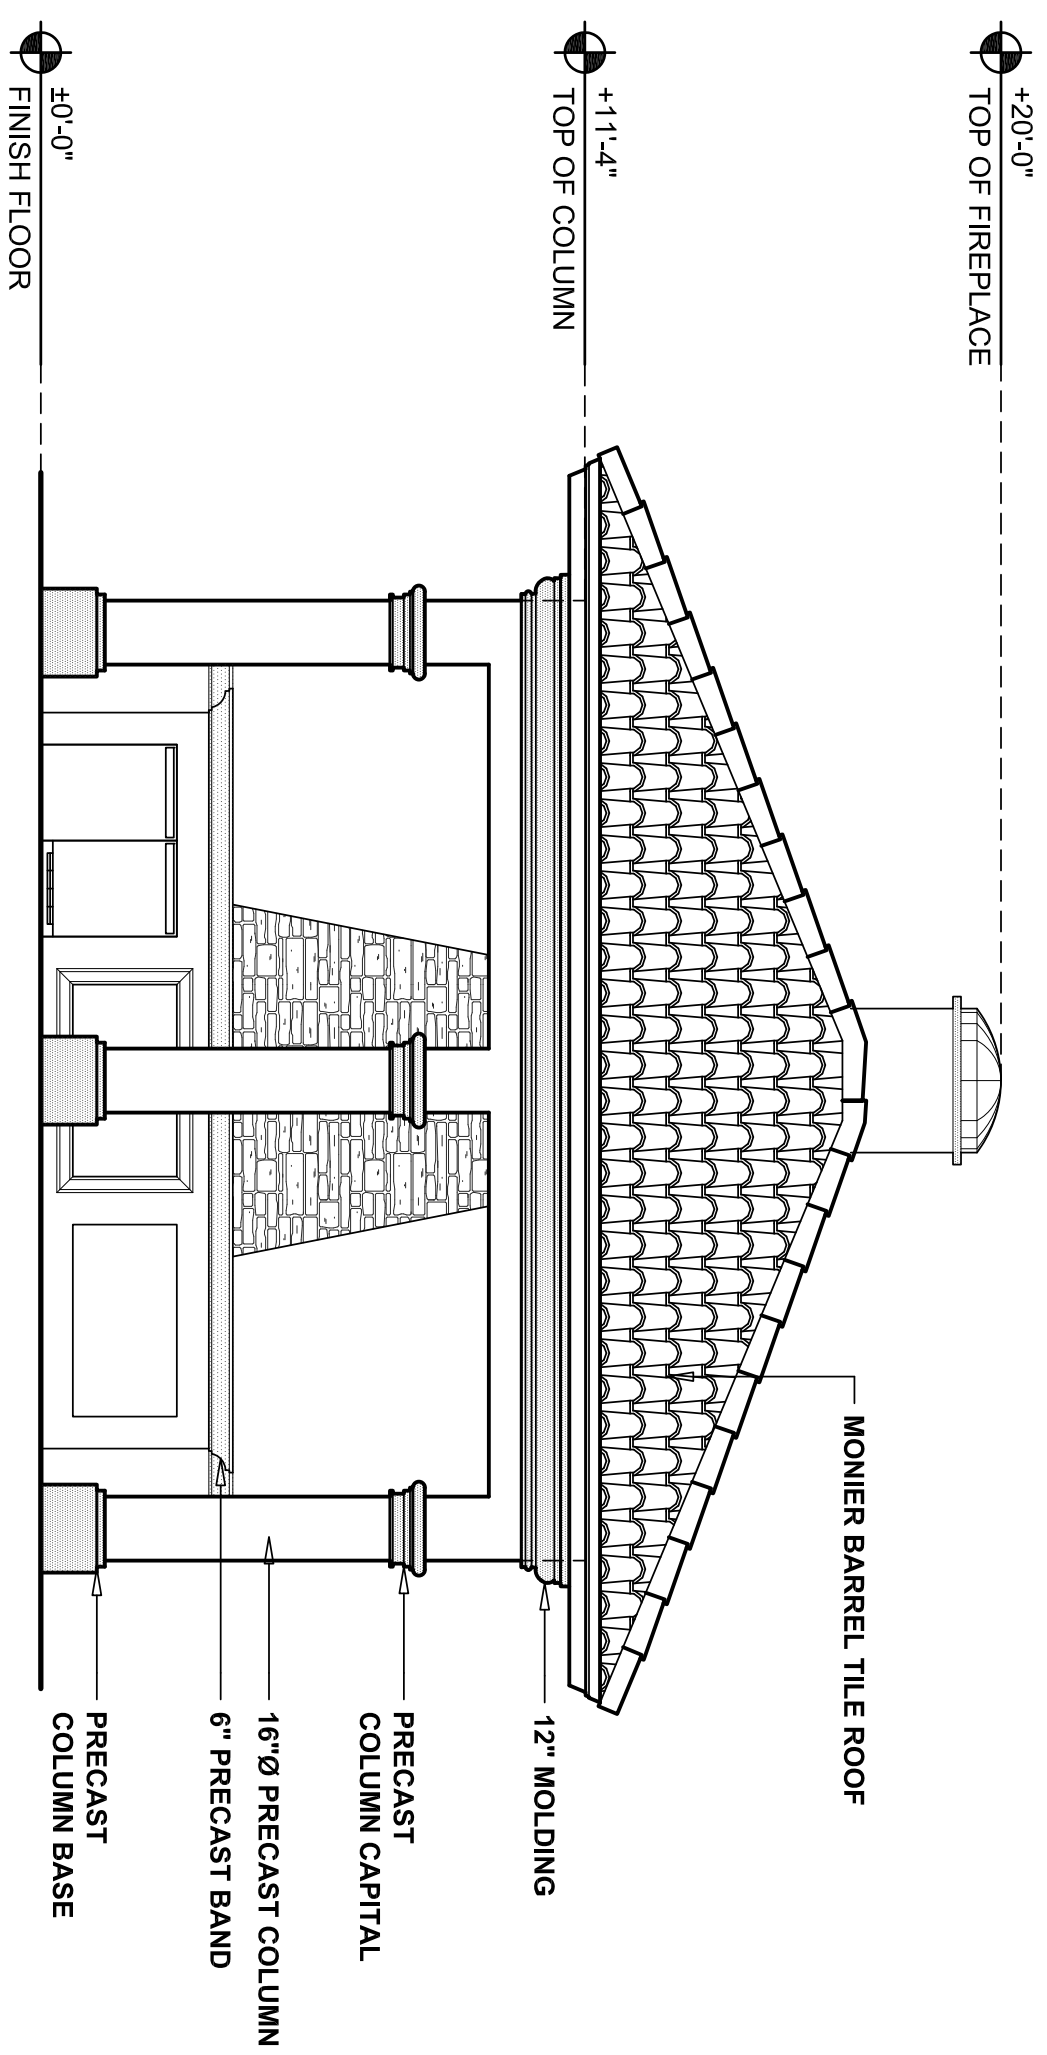 +20'-0"
TOP OF FIREPLACE
+11'-4"
TOP OF COLUMN
±0'-0"
FINISH FLOOR
MONIER BARREL TILE ROOF
12" MOLDING
PRECAST
COLUMN CAPITAL
16"Ø PRECAST COLUMN
6" PRECAST BAND
PRECAST
COLUMN BASE